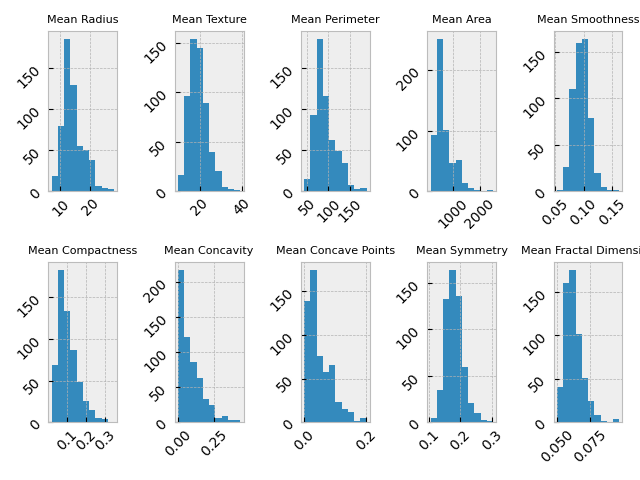 Mean Radius Mean Texture Mean Perimeter Mean Area Mean Smoothness
150 100 50 0 10 20
150 100 50 0 20 40
150 100 50 0 50 100 150
200 100 0 1000 2000
150 100 50 0 0.05 0.10 0.15
Mean Compactness Mean Concavity Mean Concave Points Mean Symmetry Mean Fractal Dimensi
150 100 50 0 0.1 0.2 0.3
200 150 100 50 0 0.00 0.25
150 100 50 0 0.0 0.2
150 100 50 0 0.1 0.2 0.3
150 100 50 0 0.050 0.075